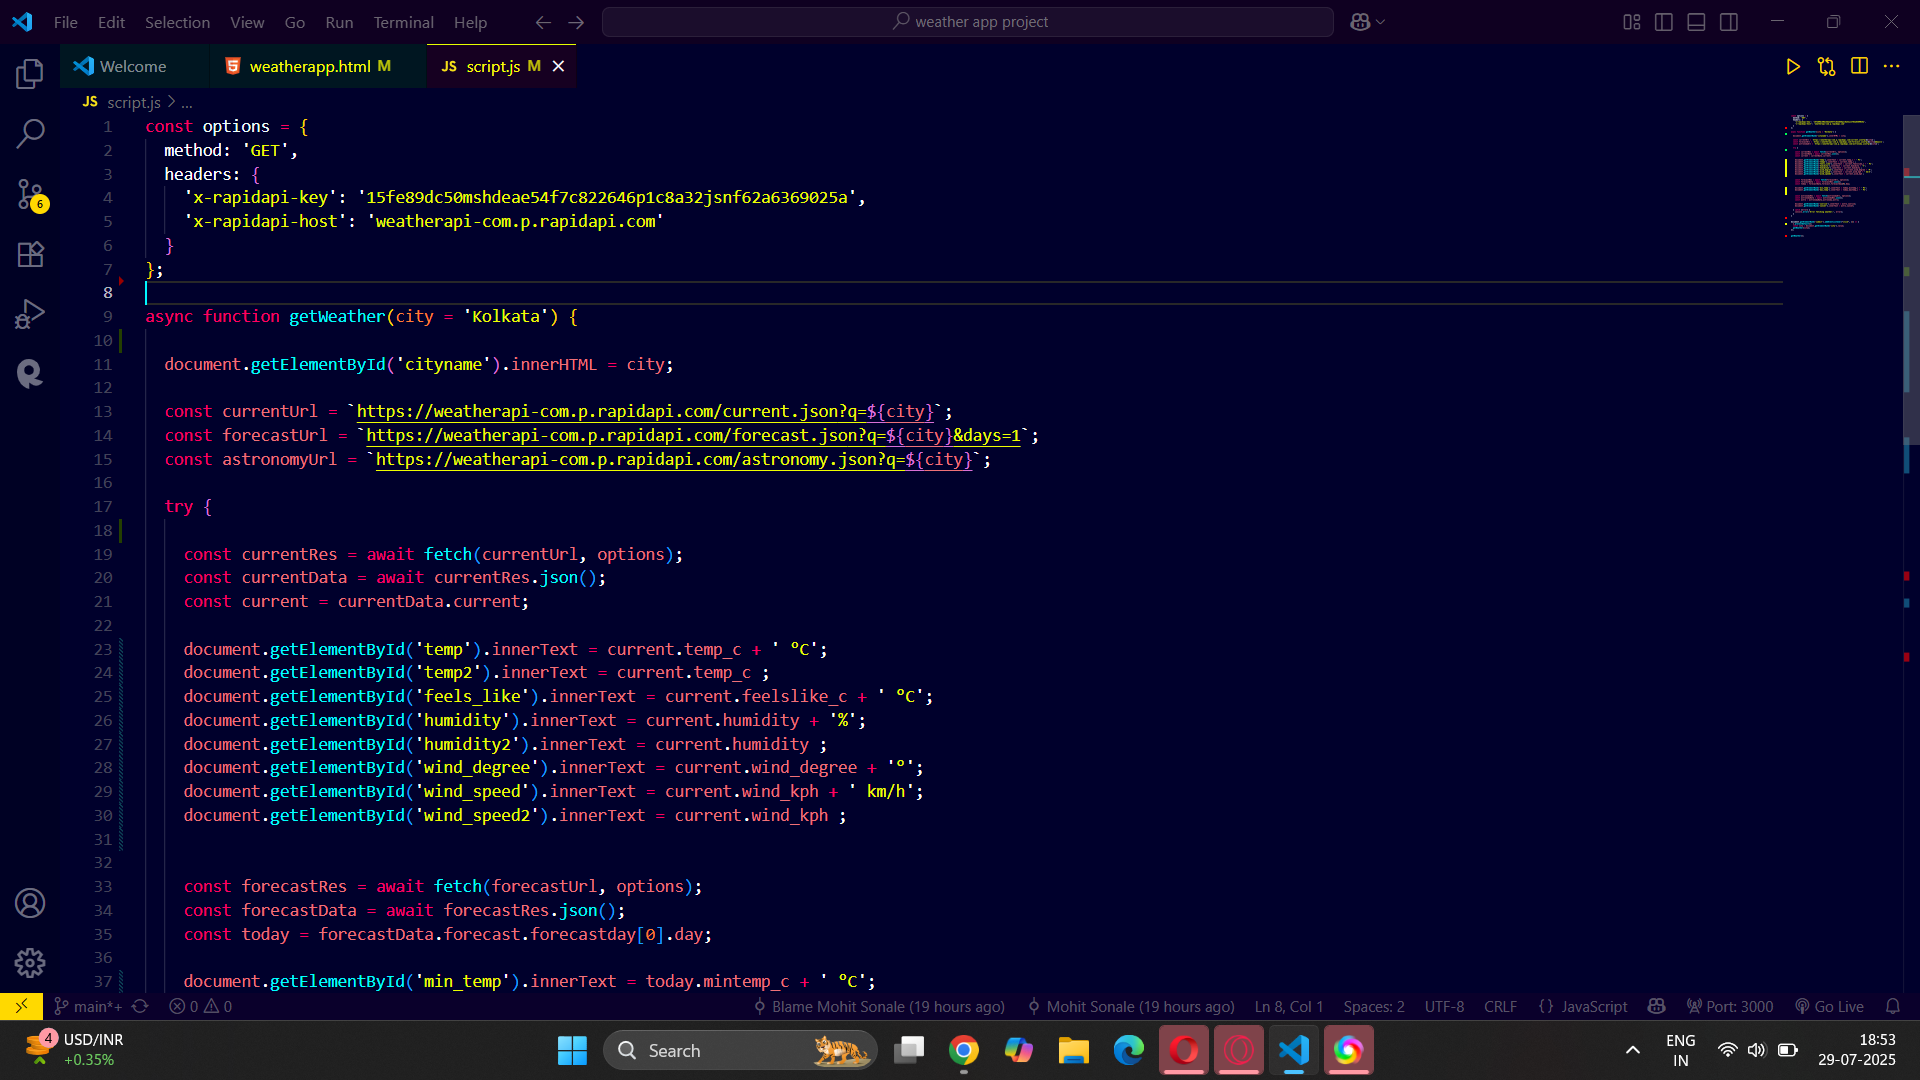 File Edit Selection View Go Run Terminal Help
weather app project
Welcome
weatherapp.html M
JS script.js M
JS script.js > ...
1 const options = {
2 method: 'GET',
3 headers: {
4 'x-rapidapi-key': '15fe89dc50mshdeae54f7c822646p1c8a32jsnf62a6369025a',
5 'x-rapidapi-host': 'weatherapi-com.p.rapidapi.com'
6 }
7 };
8
9 async function getWeather(city = 'Kolkata') {
10
11 document.getElementById('cityname').innerHTML = city;
12
13 const currentUrl = `https://weatherapi-com.p.rapidapi.com/current.json?q=${city}`;
14 const forecastUrl = `https://weatherapi-com.p.rapidapi.com/forecast.json?q=${city}&days=1`;
15 const astronomyUrl = `https://weatherapi-com.p.rapidapi.com/astronomy.json?q=${city}`;
16
17 try {
18
19 const currentRes = await fetch(currentUrl, options);
20 const currentData = await currentRes.json();
21 const current = currentData.current;
22
23 document.getElementById('temp').innerText = current.temp_c + ' °C';
24 document.getElementById('temp2').innerText = current.temp_c ;
25 document.getElementById('feels_like').innerText = current.feelslike_c + ' °C';
26 document.getElementById('humidity').innerText = current.humidity + '%';
27 document.getElementById('humidity2').innerText = current.humidity ;
28 document.getElementById('wind_degree').innerText = current.wind_degree + '°';
29 document.getElementById('wind_speed').innerText = current.wind_kph + ' km/h';
30 document.getElementById('wind_speed2').innerText = current.wind_kph ;
31
32
33 const forecastRes = await fetch(forecastUrl, options);
34 const forecastData = await forecastRes.json();
35 const today = forecastData.forecast.forecastday[0].day;
36
37 document.getElementById('min_temp').innerText = today.mintemp_c + ' °C';
6
main*+ 0 0 Blame Mohit Sonale (19 hours ago) Mohit Sonale (19 hours ago) Ln 8, Col 1 Spaces: 2 UTF-8 CRLF {} JavaScript Port: 3000 Go Live
4 USD/INR
+0.35%
Search
ENG
IN
18:53
29-07-2025